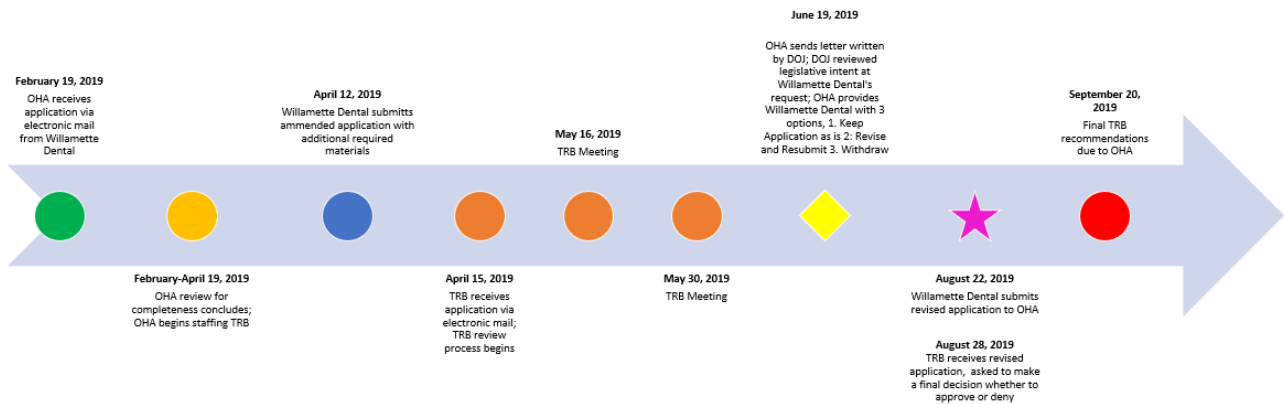 February 19, 2019
OHA receives
application via
electronic mail
from Willamette
Dental
February-April 19, 2019
OHA review for
completeness concludes;
OHA begins staffing TRB
April 12, 2019
Willamette Dental submitts
ammended application with
additional required
materials
April 15, 2019
TRB receives
application via
electronic mail;
TRB review
process begins
May 16, 2019
TRB Meeting
May 30, 2019
TRB Meeting
June 19, 2019
OHA sends letter written
by DOJ; DOJ reviewed
legislative intent at
Willamette Dental's
request; OHA provides
Willamette Dental with 3
options, 1. Keep
Application as is 2: Revise
and Resubmit 3. Withdraw
August 22, 2019
Willamette Dental submits
revised application to OHA
August 28, 2019
TRB receives revised
application,  asked to make
a final decision whether to
approve or deny
September 20,
2019
Final TRB
recommendations
due to OHA